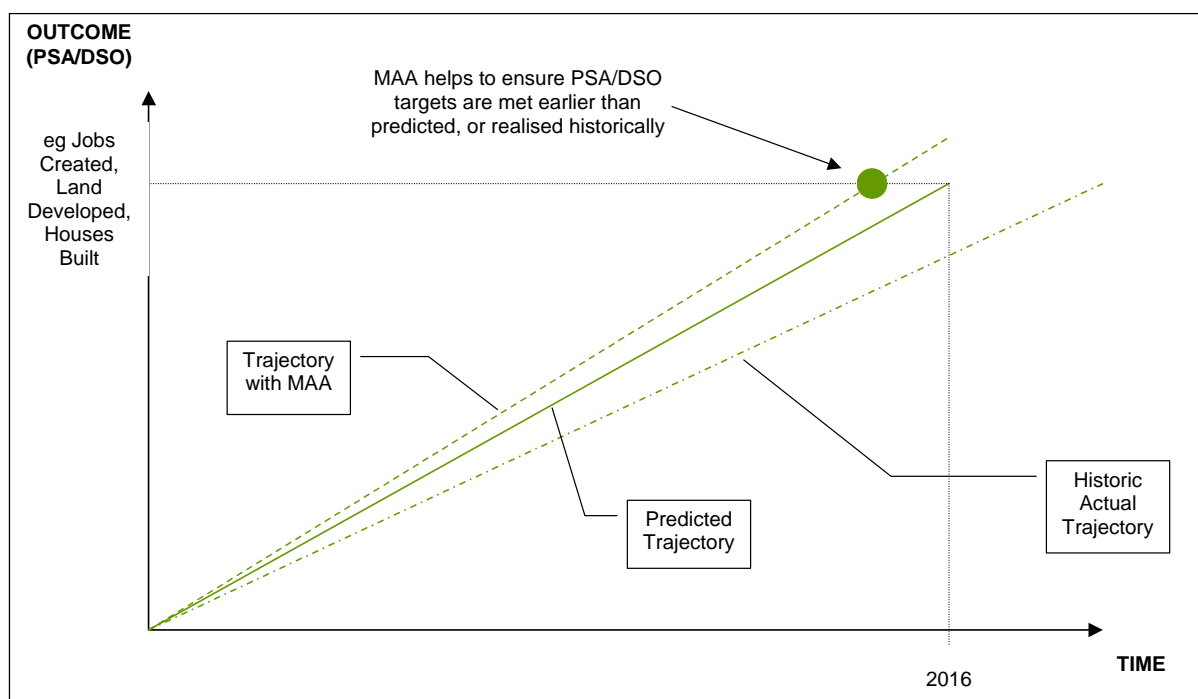 OUTCOME
(PSA/DSO)
MAA helps to ensure PSA/DSO
targets are met earlier than
predicted, or realised historically
eg Jobs
Created,
Land
Developed,
Houses
Built
Trajectory
with MAA
Predicted
Trajectory
Historic
Actual
Trajectory
TIME
2016